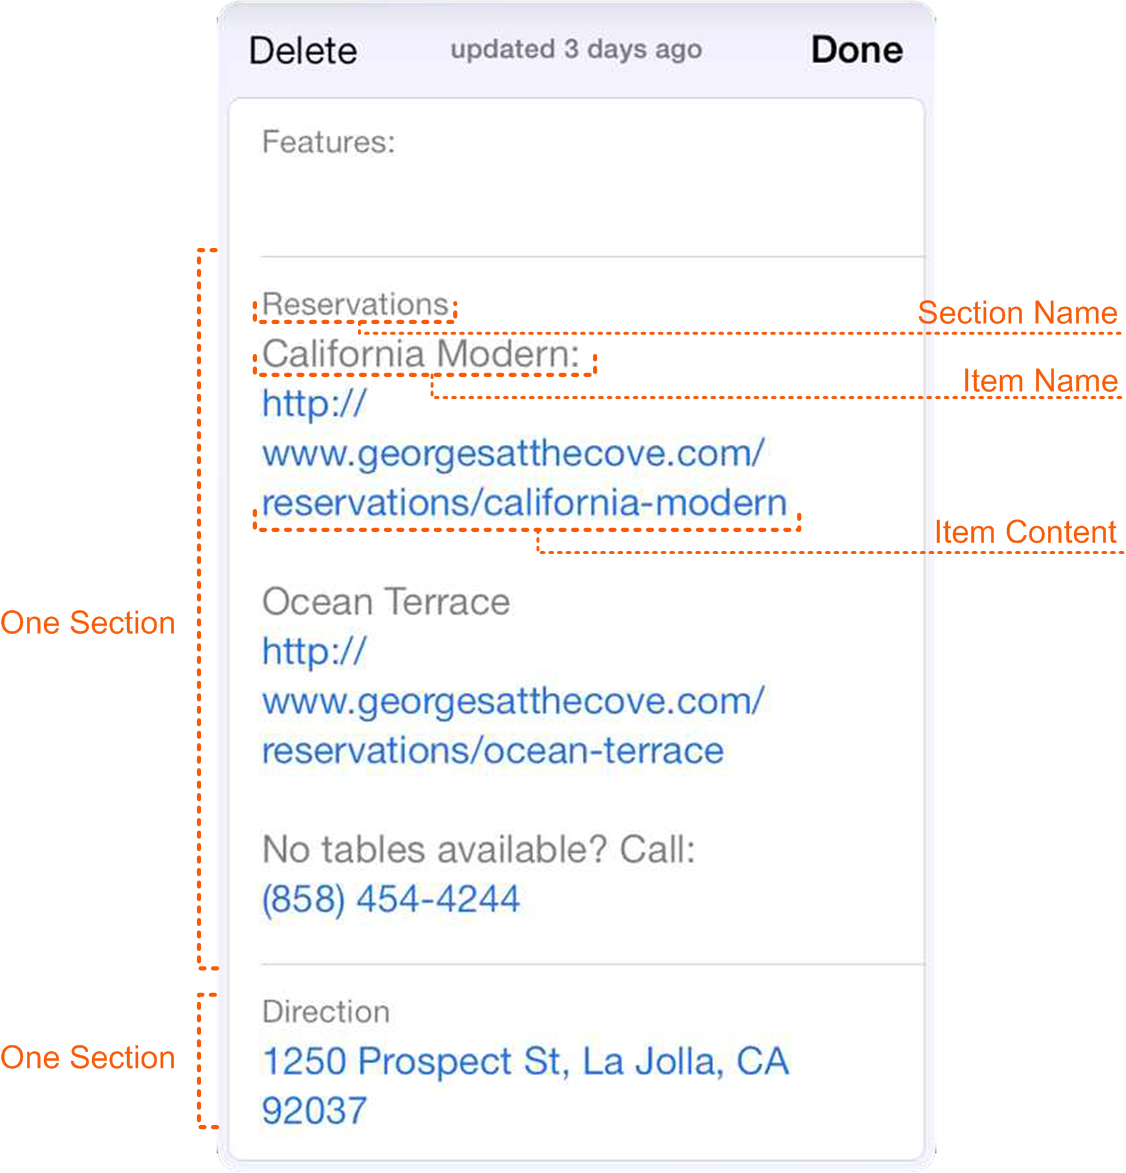 Delete updated 3 days ago Done
Features:
Reservations
Section Name
California Modern:
Item Name
http://
www.georgesatthecove.com/
reservations/california-modern
Item Content
Ocean Terrace
One Section
http://
www.georgesatthecove.com/
reservations/ocean-terrace
No tables available? Call:
(858) 454-4244
Direction
One Section
1250 Prospect St, La Jolla, CA
92037